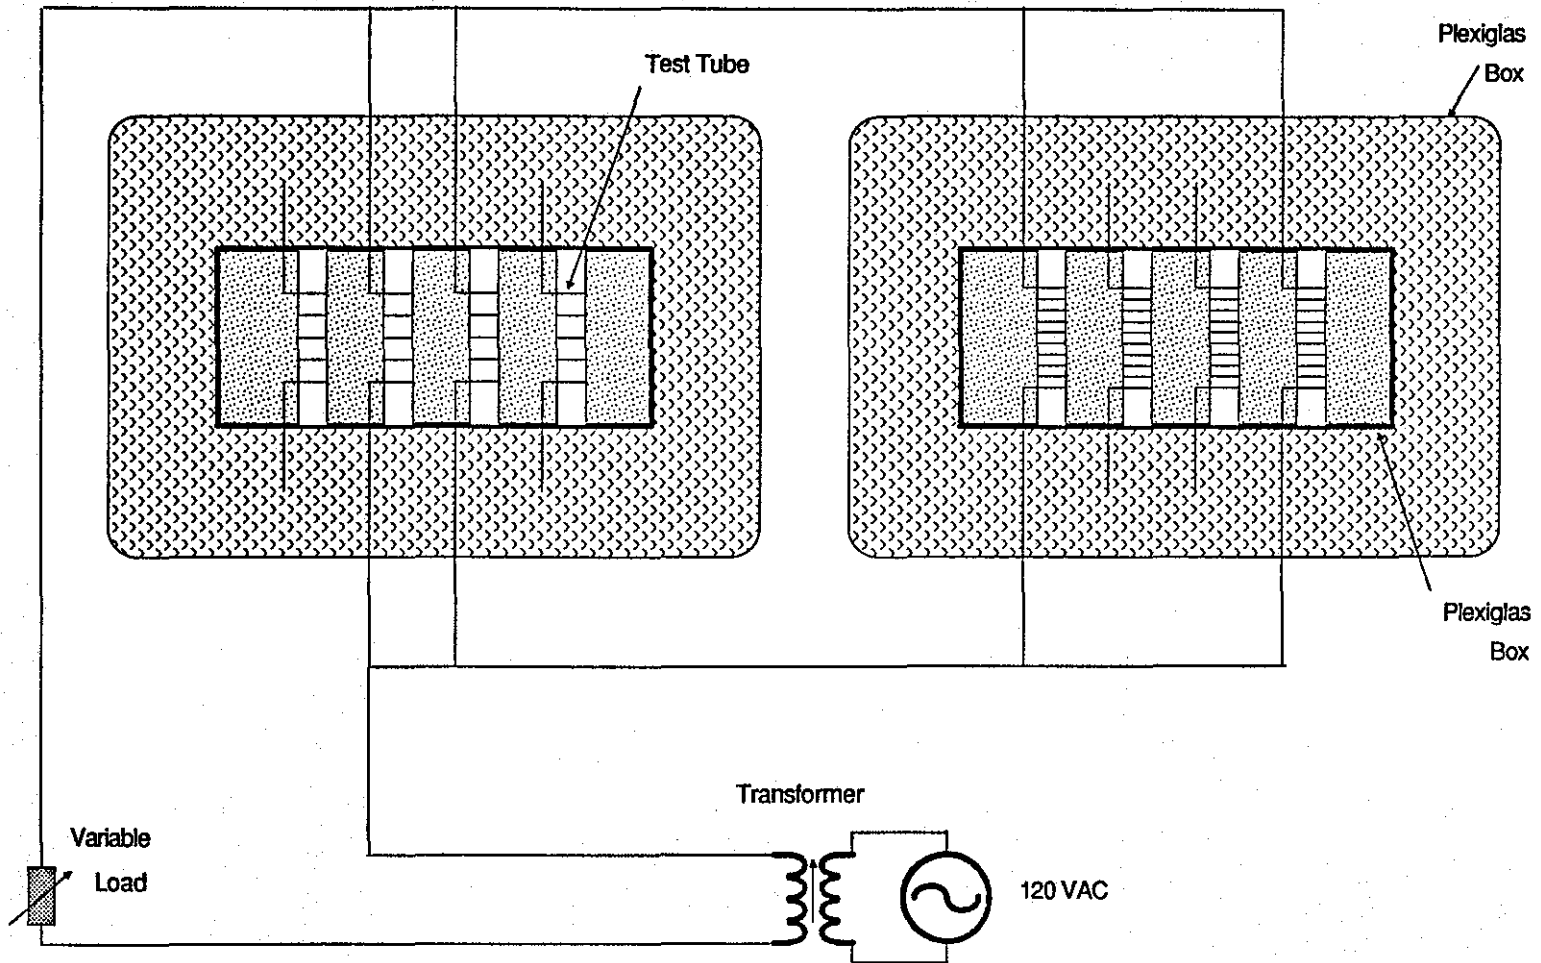 Plexiglas
Box
Test Tube
Plexiglas
Box
Transformer
Variable
Load
120 VAC